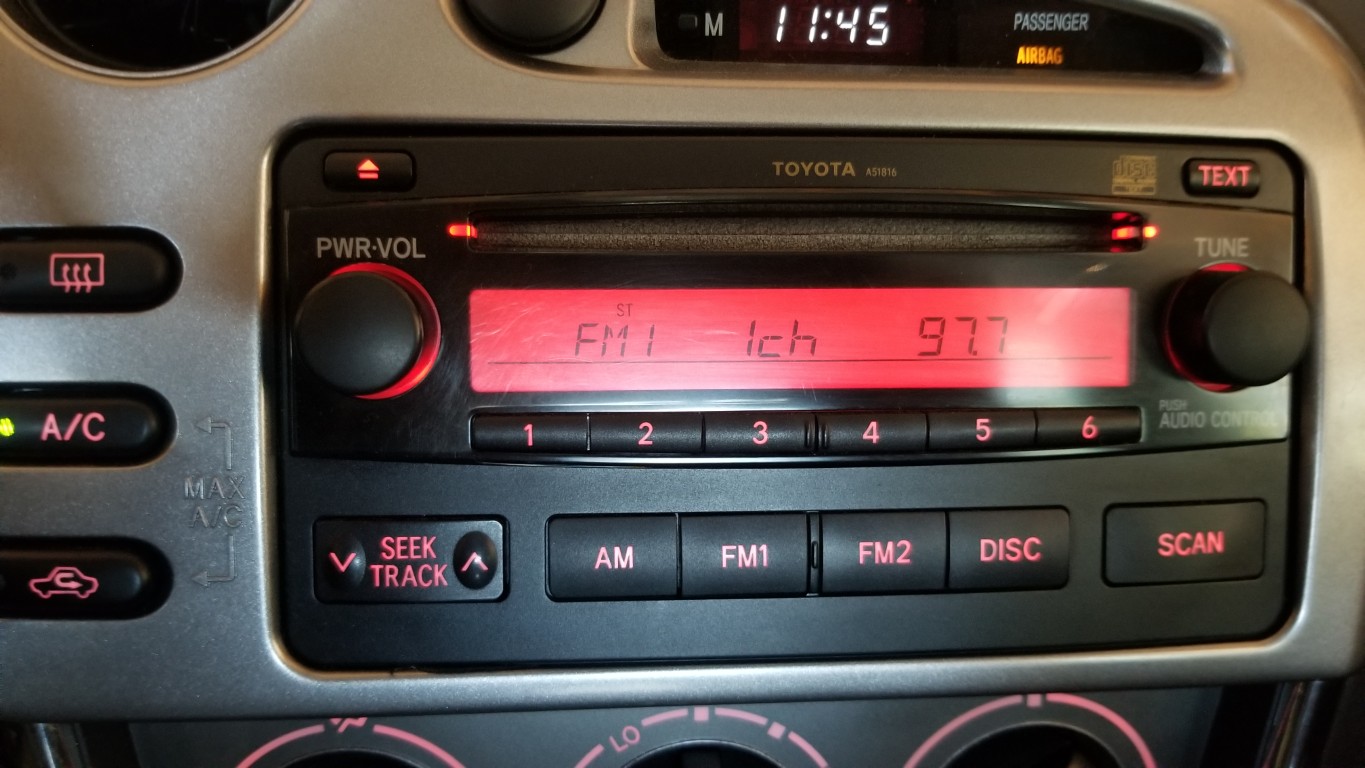 M 11:45 PASSENGER
AIRBAG
TOYOTA A51816 TEXT
PWR·VOL TUNE
ST
FM1 1ch 97.7
1 2 3 4 5 6
PUSH
AUDIO CONTROL
A/C
MAX
A/C
SEEK
TRACK
AM FM1 FM2 DISC SCAN
LO